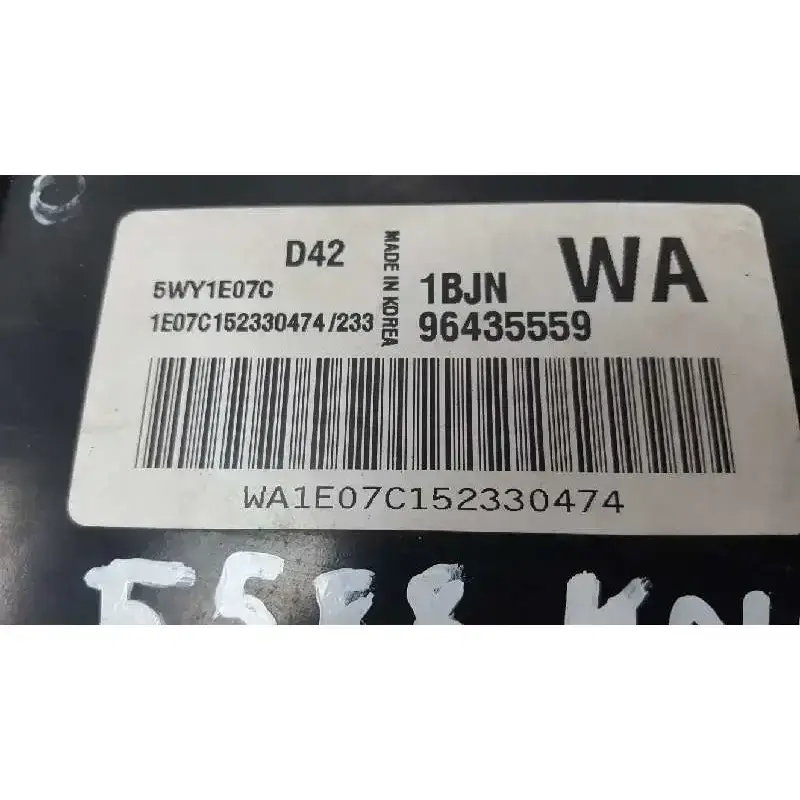 D42
5WY1E07C
1E07C152330474/233
MADE IN KOREA
1BJN WA
96435559
WA1E07C152330474